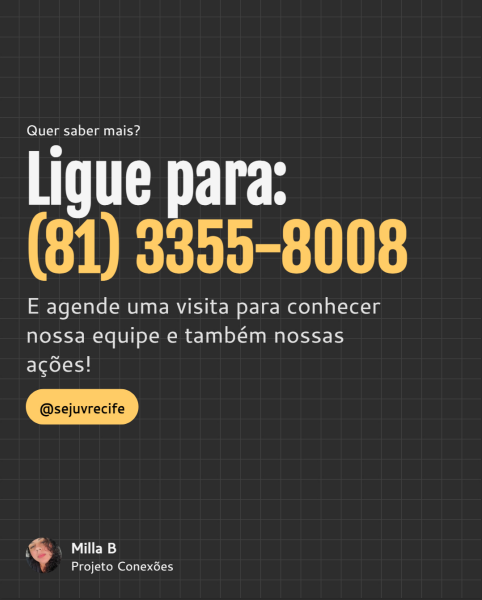 Quer saber mais?
Ligue para:
(81) 3355-8008
E agende uma visita para conhecer
nossa equipe e também nossas
ações!
@sejuvrecife
Milla B
Projeto Conexões